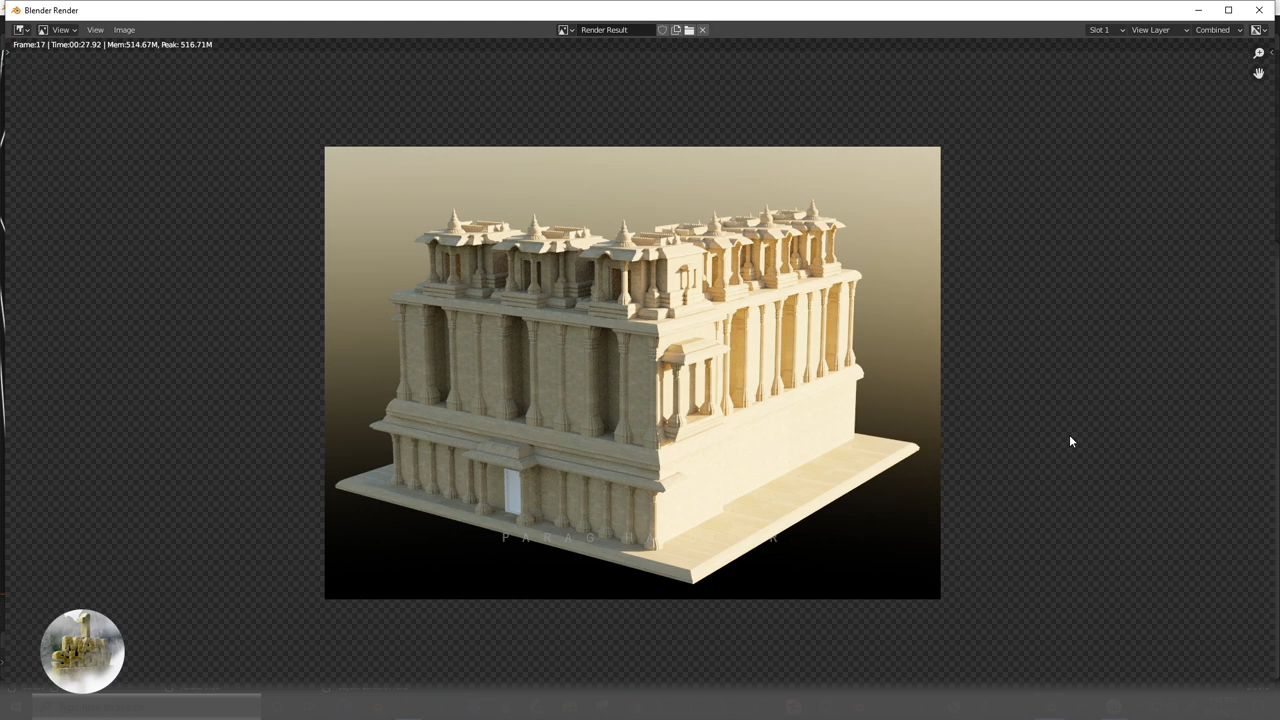 Blender Render
View View Image Render Result Slot 1 View Layer Combined
Frame:17 | Time:00:27.92 | Mem:514.67M, Peak: 516.71M